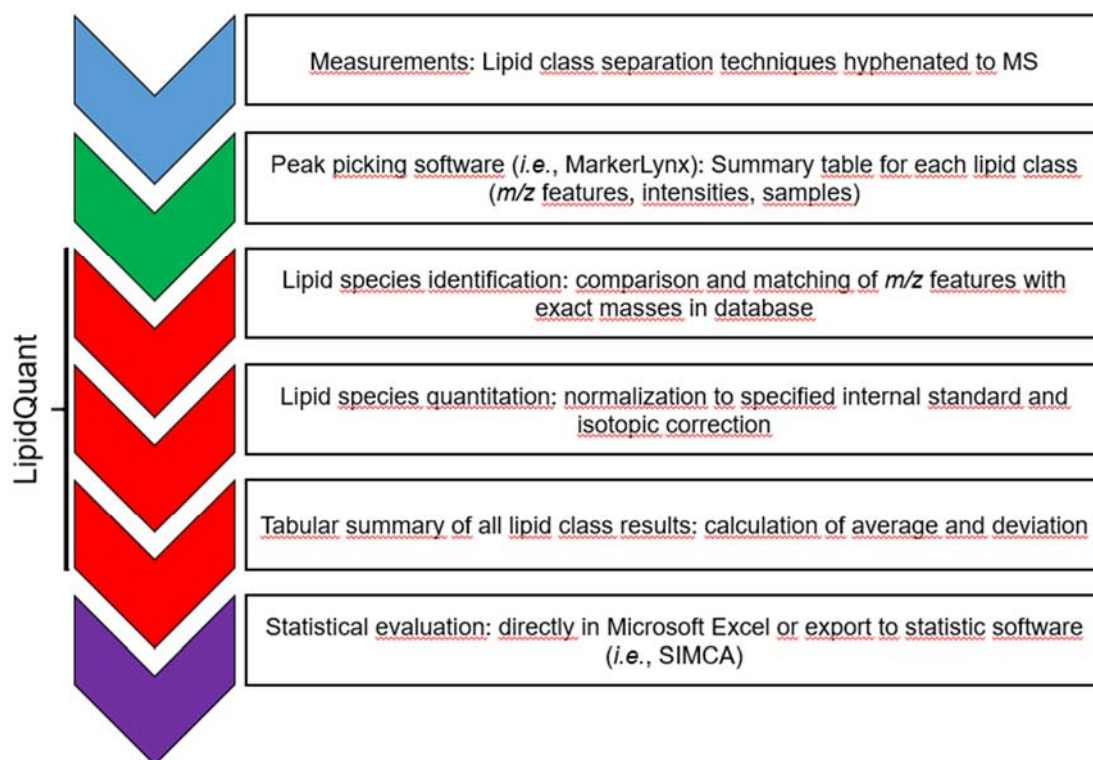 Measurements: Lipid class separation techniques hyphenated to MS
Peak picking software (i.e., MarkerLynx): Summary table for each lipid class
(m/z features, intensities, samples)
LipidQuant
Lipid species identification: comparison and matching of m/z features with
exact masses in database
Lipid species quantitation: normalization to specified internal standard and
isotopic correction
Tabular summary of all lipid class results: calculation of average and deviation
Statistical evaluation: directly in Microsoft Excel or export to statistic software
(i.e., SIMCA)